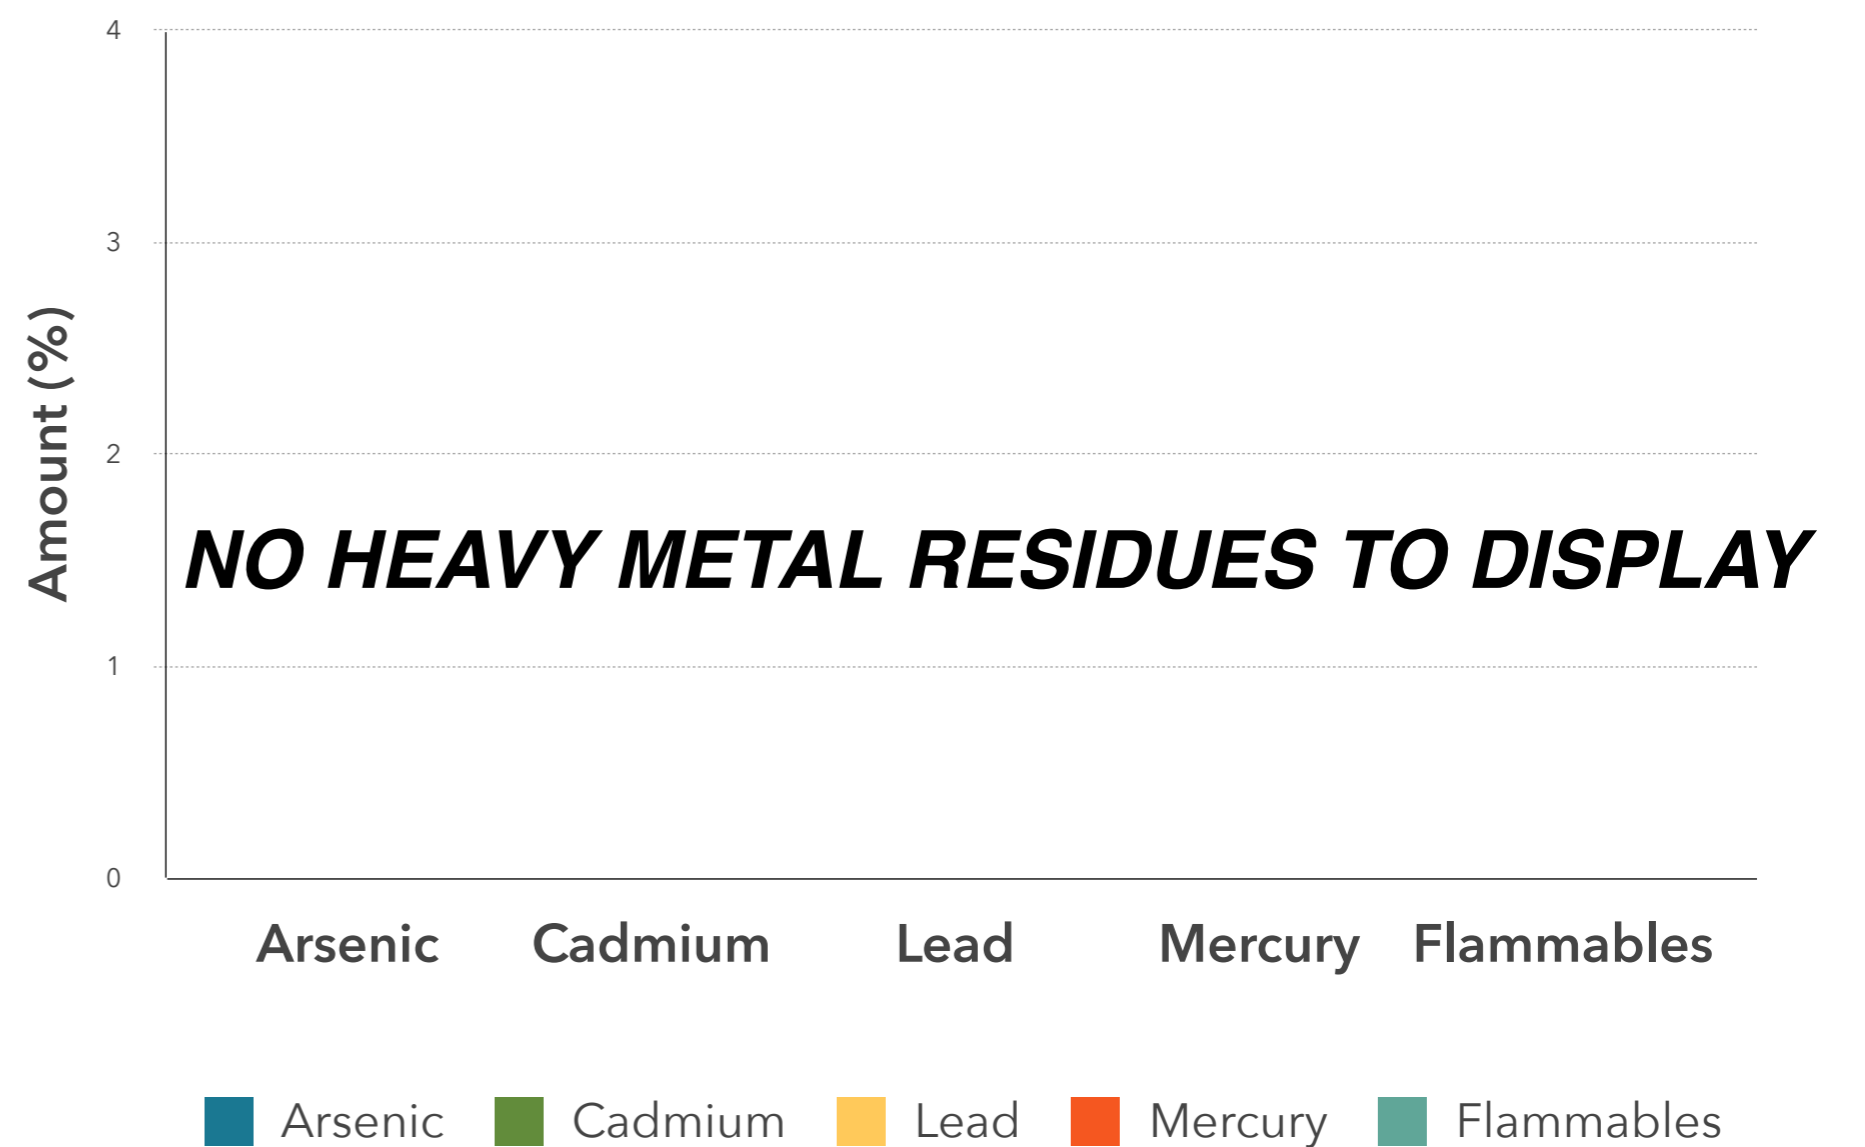 4
3
2
1
0
Amount (%)
NO HEAVY METAL RESIDUES TO DISPLAY
Arsenic Cadmium Lead Mercury Flammables
Arsenic Cadmium Lead Mercury Flammables